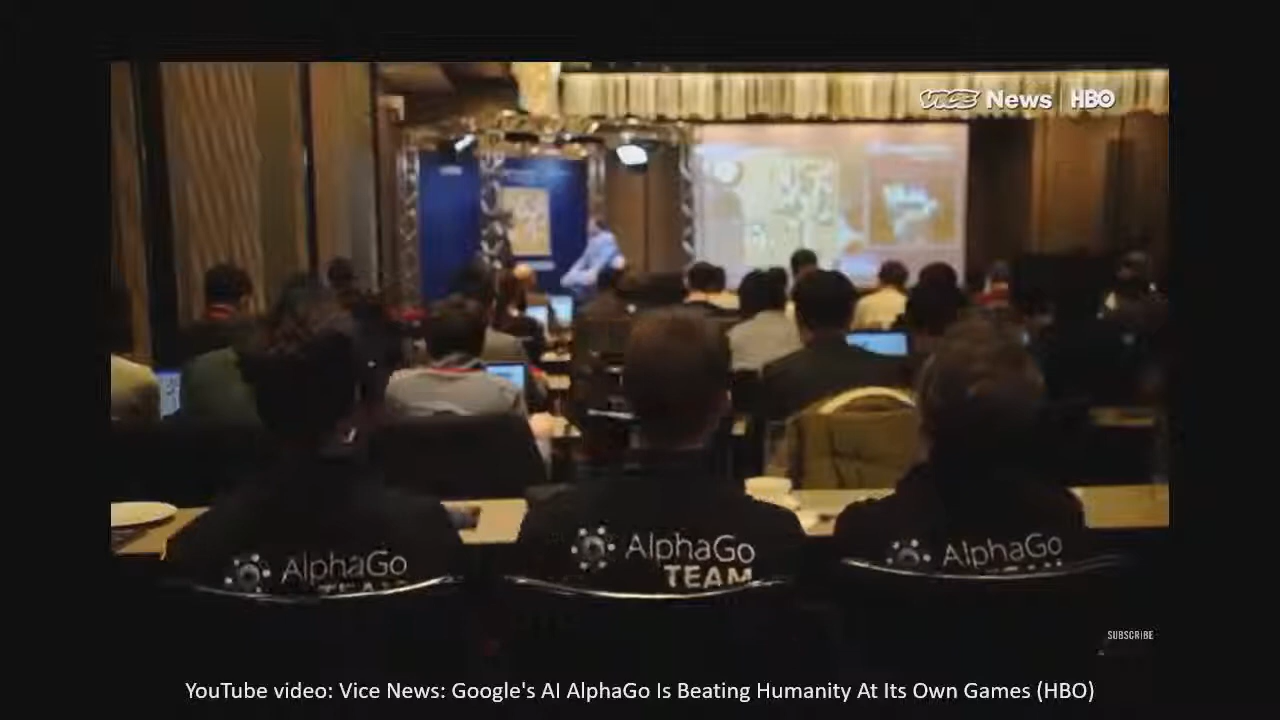 VICE News | HBO
AlphaGo
AlphaGo
TEAM
AlphaGo
SUBSCRIBE
YouTube video: Vice News: Google's AI AlphaGo Is Beating Humanity At Its Own Games (HBO)